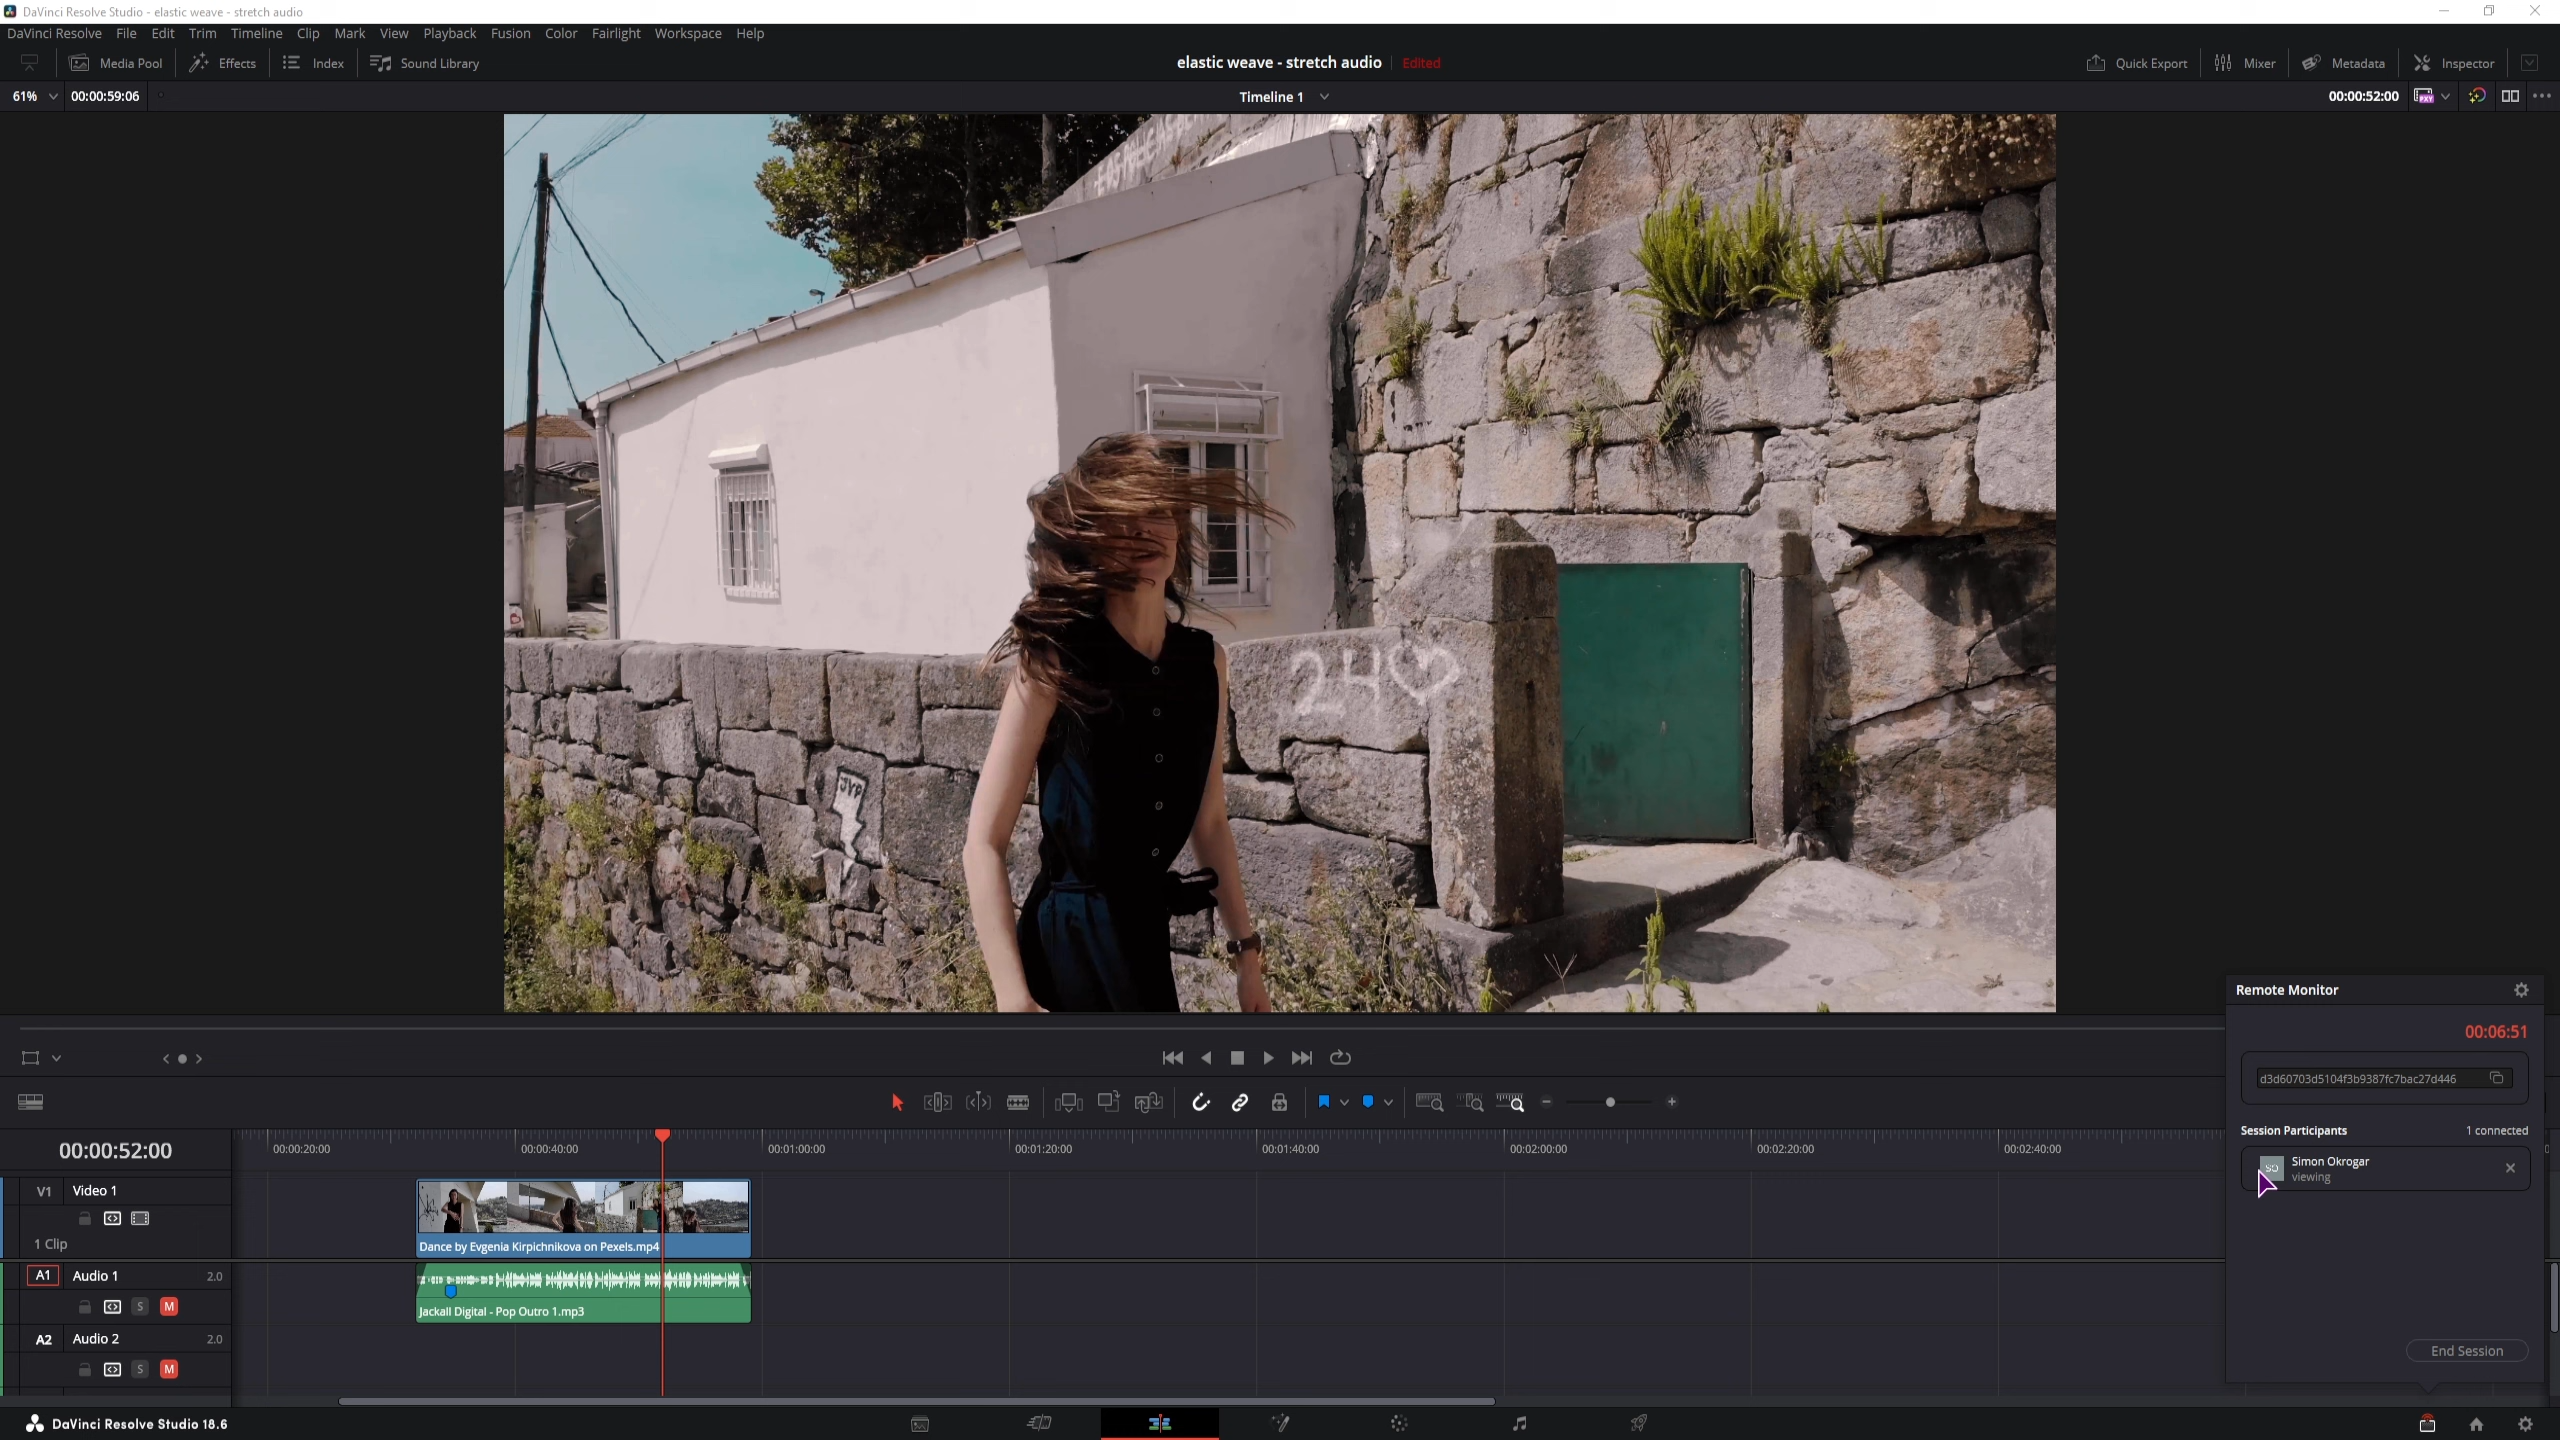 DaVinci Resolve Studio - elastic weave - stretch audio
DaVinci Resolve File Edit Trim Timeline Clip Mark View Playback Fusion Color Fairlight Workspace Help
Media Pool Effects Index Sound Library
elastic weave - stretch audio Edited
Quick Export Mixer Metadata Inspector
61% 00:00:59:06
Timeline 1
00:00:52:00
PXY
24
JVP
Remote Monitor
00:06:51
d3d60703d5104f3b9387fc7bac27d446
Session Participants 1 connected
SO Simon Okrogar
viewing
End Session
00:00:52:00
00:00:20:00 00:00:40:00 00:01:00:00 00:01:20:00 00:01:40:00 00:02:00:00 00:02:20:00 00:02:40:00
V1 Video 1
1 Clip
Dance by Evgenia Kirpichnikova on Pexels.mp4
A1 Audio 1 2.0
S M
Jackall Digital - Pop Outro 1.mp3
A2 Audio 2 2.0
S M
DaVinci Resolve Studio 18.6